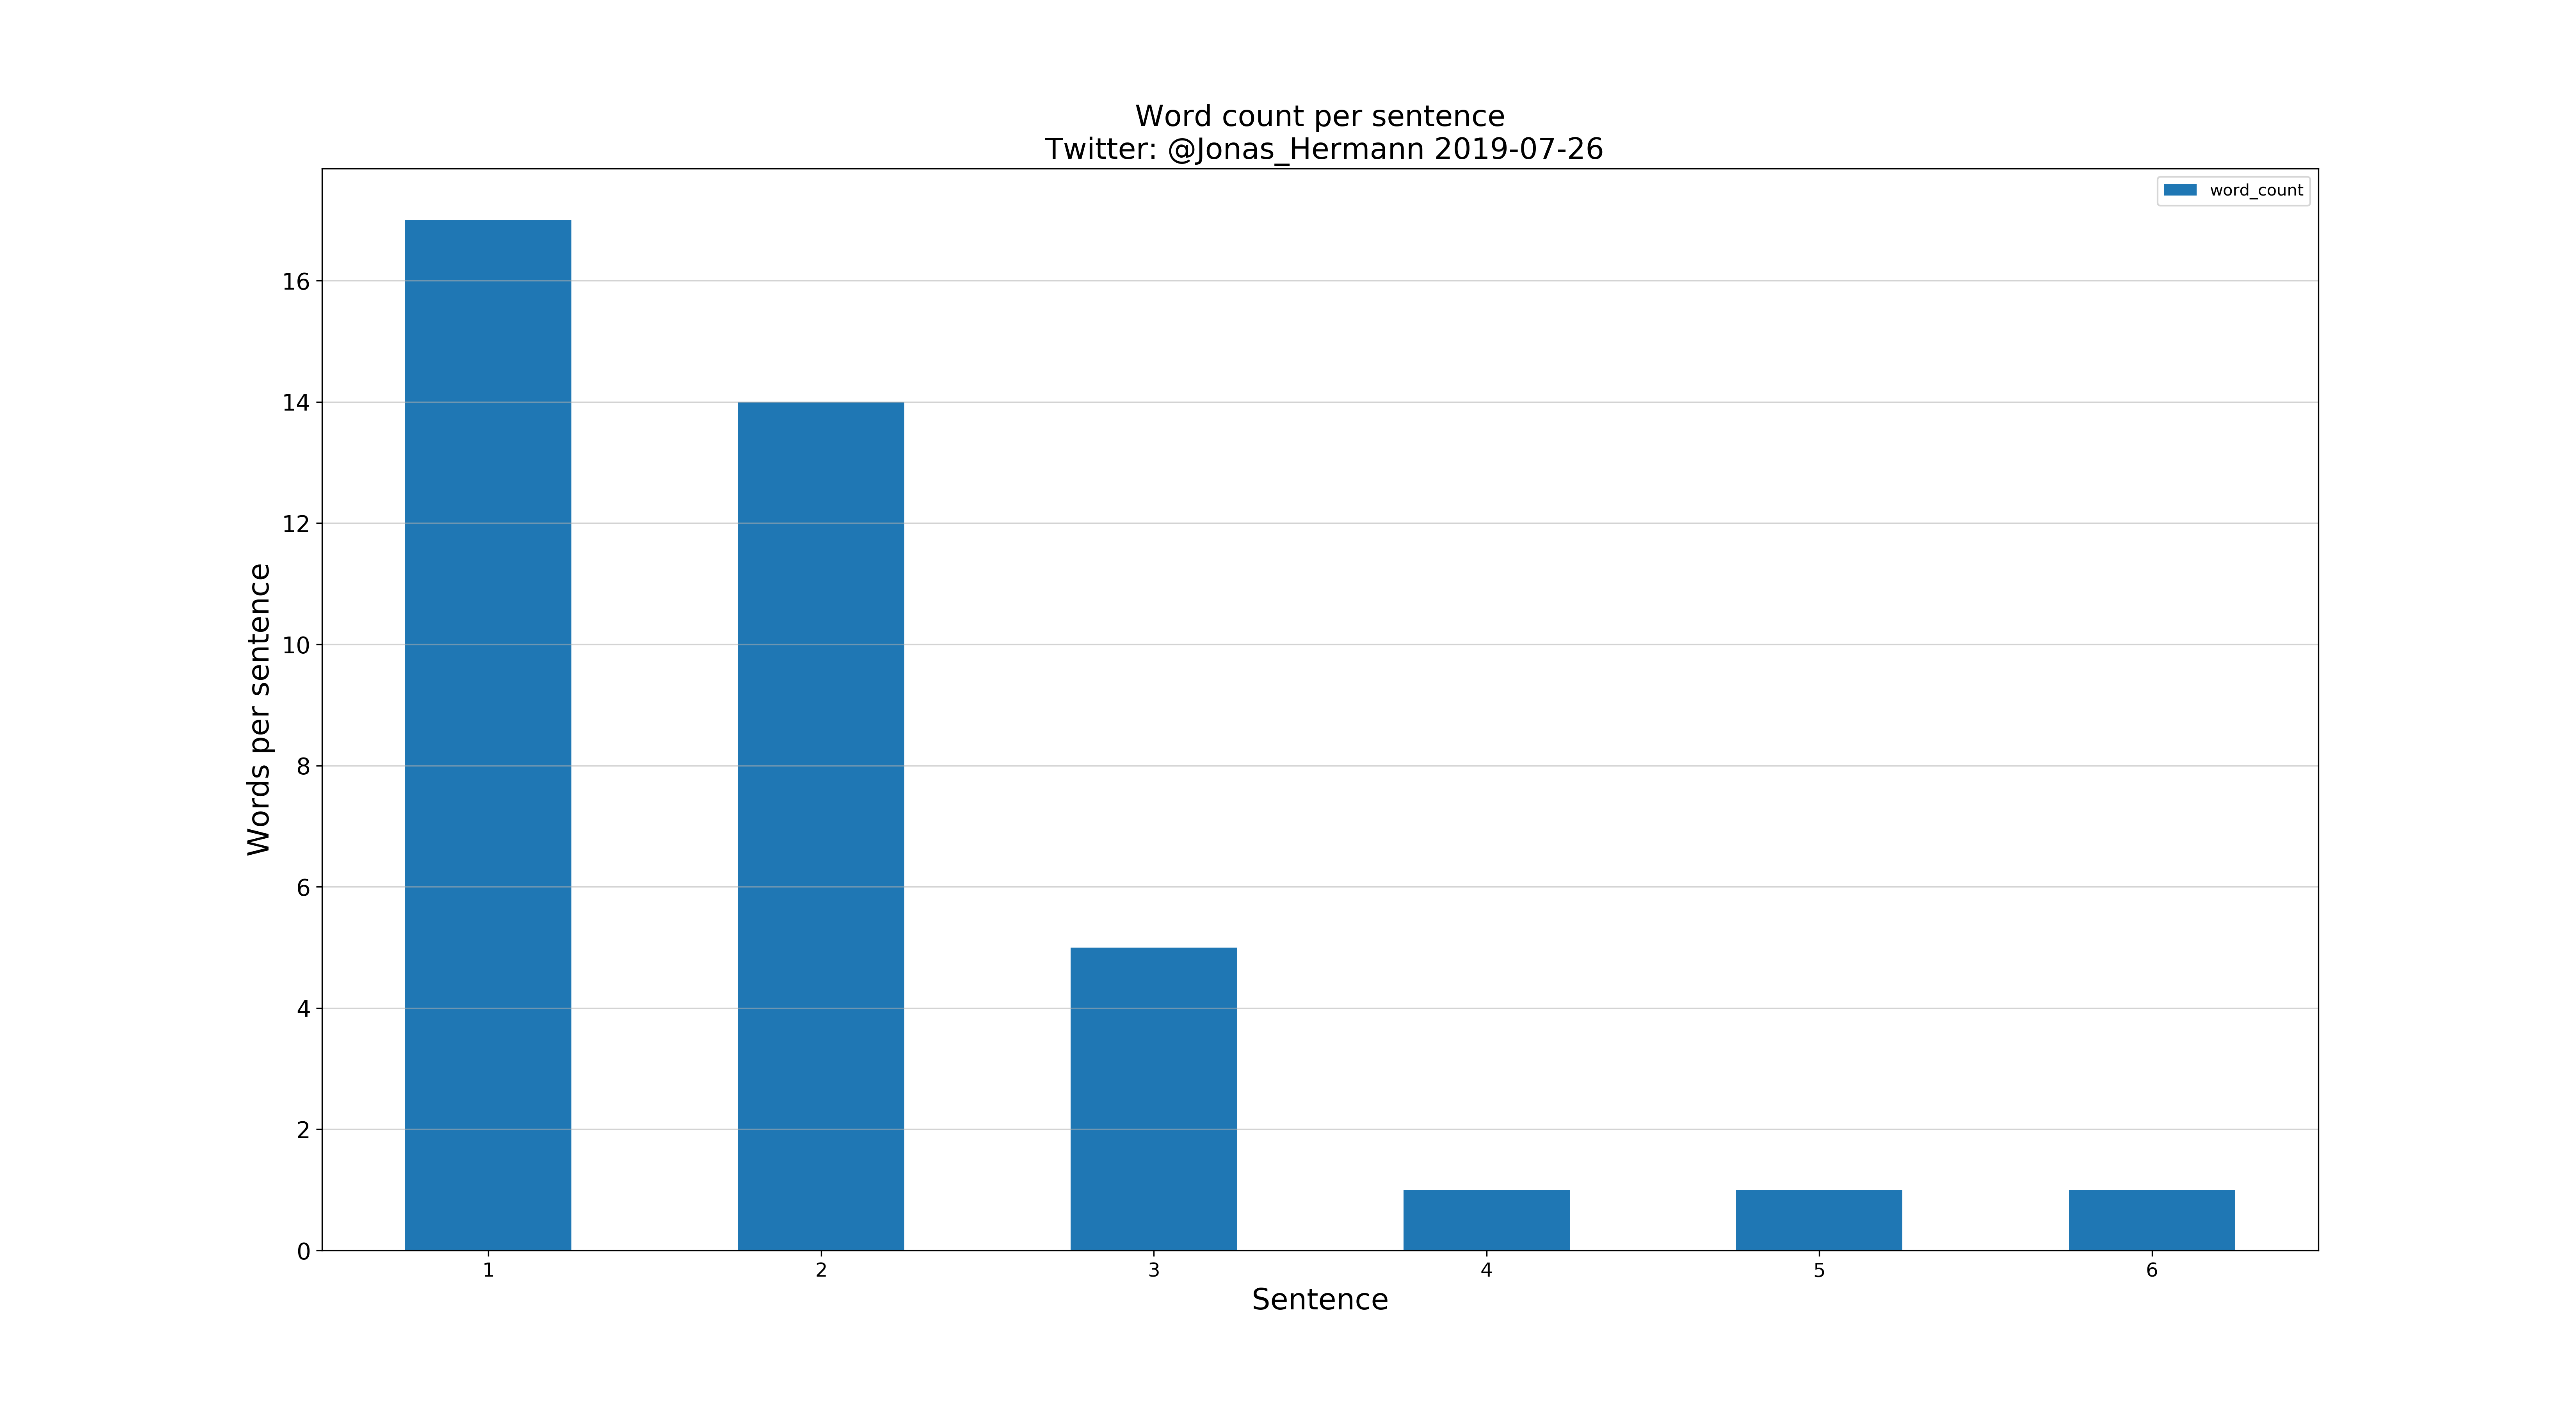 Word count per sentence
Twitter: @Jonas_Hermann 2019-07-26
word_count
16
14
12
10
8
6
4
2
0
Words per sentence
1 2 3 4 5 6
Sentence